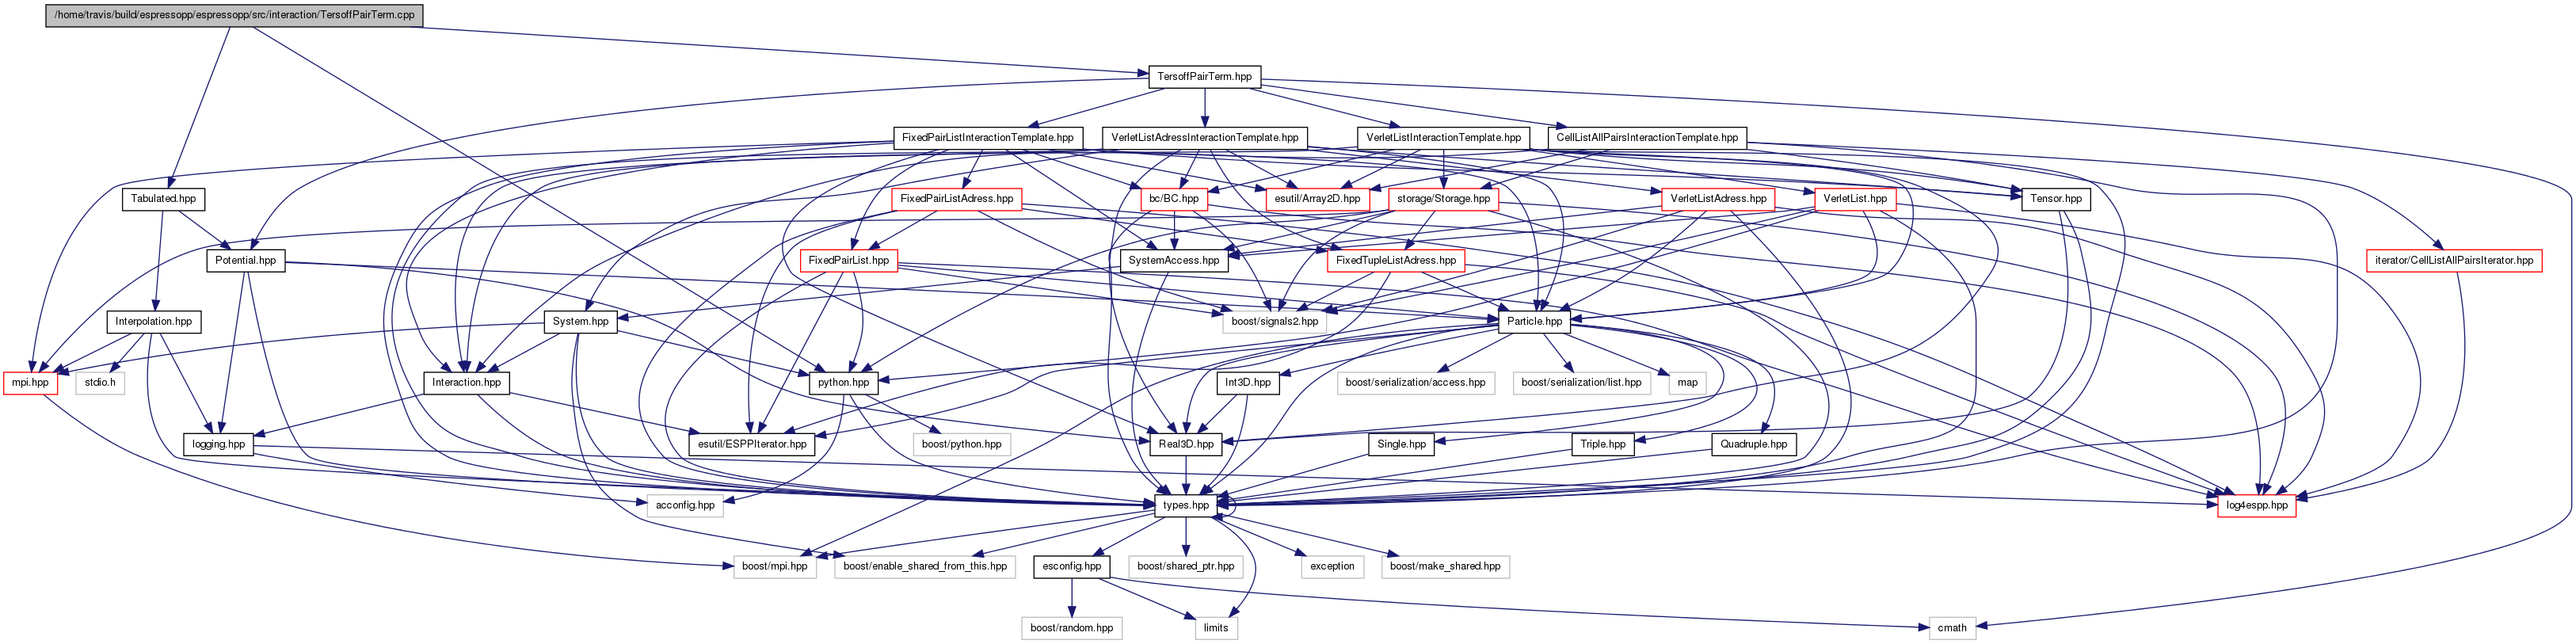 /home/travis/build/espressopp/espressopp/src/interaction/TersoffPairTerm.cpp
TersoffPairTerm.hpp
FixedPairListInteractionTemplate.hpp
VerletListAdressInteractionTemplate.hpp
VerletListInteractionTemplate.hpp
CellListAllPairsInteractionTemplate.hpp
Tabulated.hpp
FixedPairListAdress.hpp
bc/BC.hpp
esutil/Array2D.hpp
storage/Storage.hpp
VerletListAdress.hpp
VerletList.hpp
Tensor.hpp
Potential.hpp
FixedPairList.hpp
SystemAccess.hpp
FixedTupleListAdress.hpp
iterator/CellListAllPairsIterator.hpp
Interpolation.hpp
System.hpp
boost/signals2.hpp
Particle.hpp
mpi.hpp
stdio.h
Interaction.hpp
python.hpp
Int3D.hpp
boost/serialization/access.hpp
boost/serialization/list.hpp
map
logging.hpp
esutil/ESPPIterator.hpp
boost/python.hpp
Real3D.hpp
Single.hpp
Triple.hpp
Quadruple.hpp
acconfig.hpp
types.hpp
log4espp.hpp
boost/mpi.hpp
boost/enable_shared_from_this.hpp
esconfig.hpp
boost/shared_ptr.hpp
exception
boost/make_shared.hpp
boost/random.hpp
limits
cmath